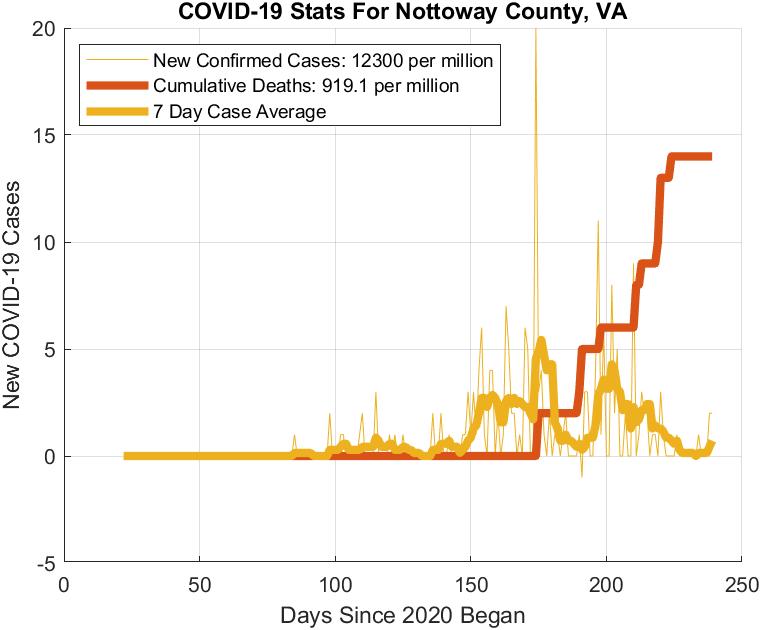 COVID-19 Stats For Nottoway County, VA
New Confirmed Cases: 12300 per million
Cumulative Deaths: 919.1 per million
7 Day Case Average
New COVID-19 Cases
20
15
10
5
0
-5
0 50 100 150 200 250
Days Since 2020 Began